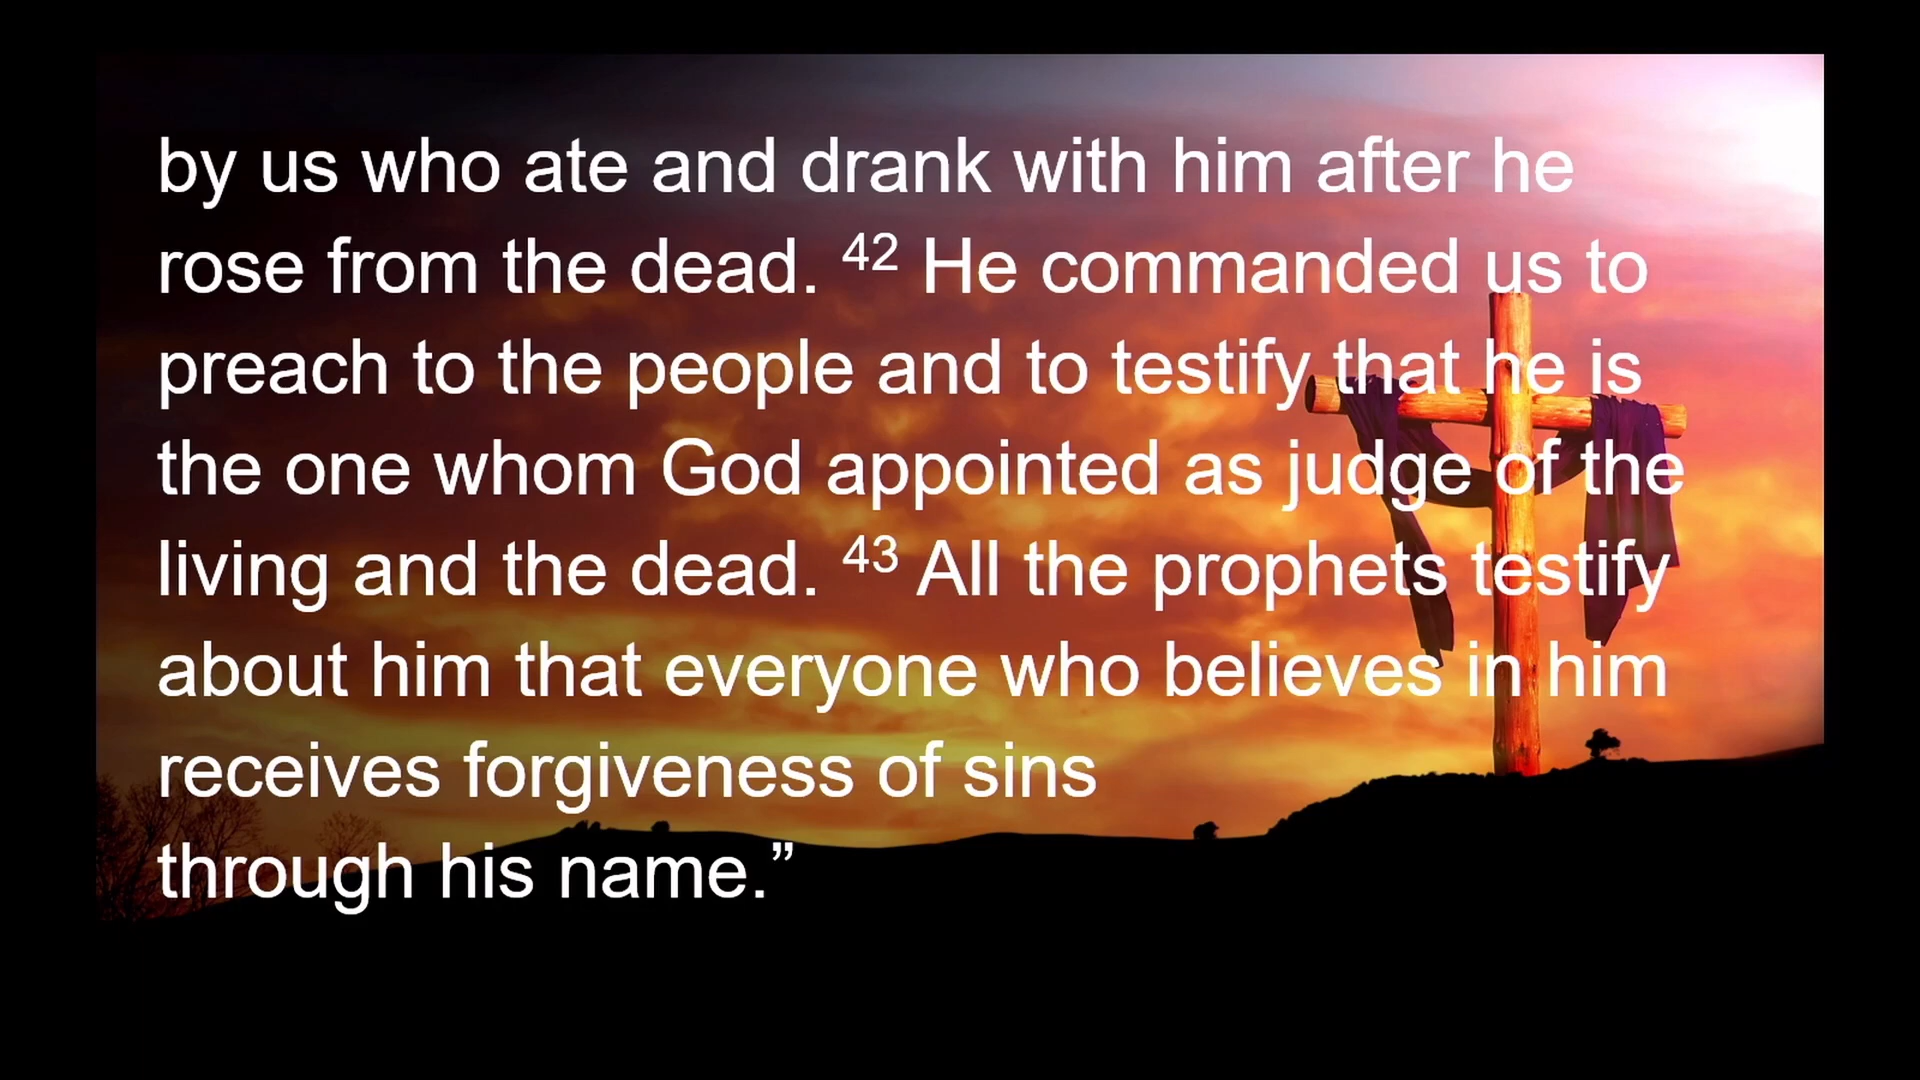 by us who ate and drank with him after he
rose from the dead. 42 He commanded us to
preach to the people and to testify that he is
the one whom God appointed as judge of the
living and the dead. 43 All the prophets testify
about him that everyone who believes in him
receives forgiveness of sins
through his name.”